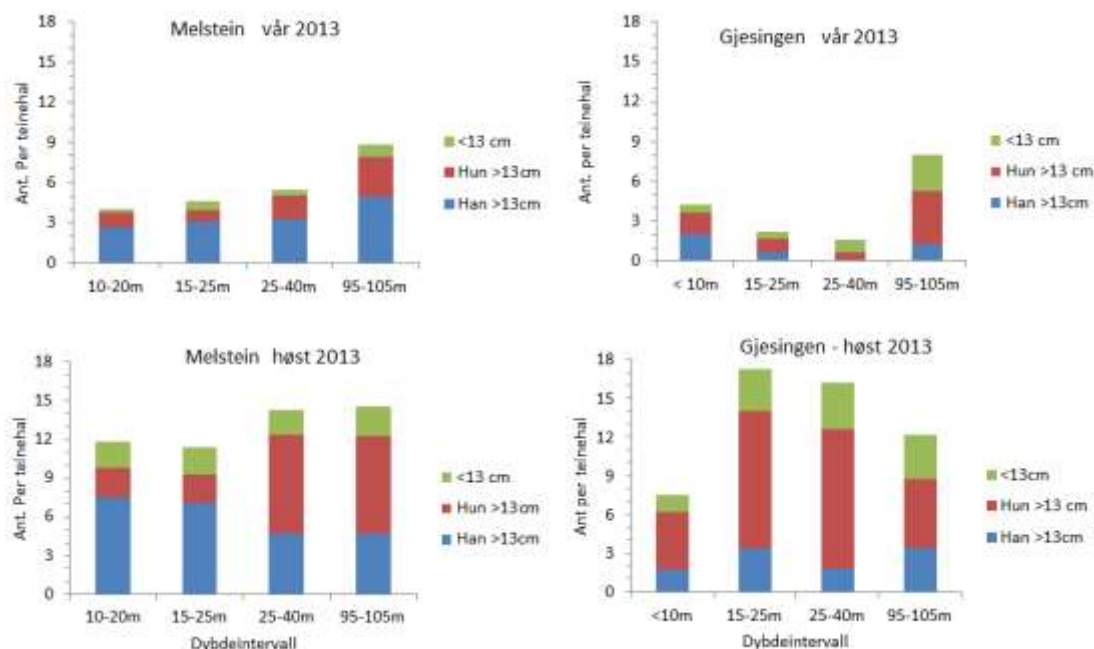 Melstein vår 2013
Ant. Per teinehal
18
15
12
9
6
3
0
10-20m 15-25m 25-40m 95-105m
<13 cm
Hun >13cm
Han >13cm
Gjesingen vår 2013
Ant. per teinehal
18
15
12
9
6
3
0
< 10m 15-25m 25-40m 95-105m
<13 cm
Hun >13 cm
Han >13cm
Melstein høst 2013
Ant. Per teinehal
18
15
12
9
6
3
0
10-20m 15-25m 25-40m 95-105m
Dybdeintervall
<13 cm
Hun >13cm
Han >13cm
Gjesingen - høst 2013
Ant per teinehal
18
15
12
9
6
3
0
<10m 15-25m 25-40m 95-105m
Dybdeintervall
<13cm
Hun >13 cm
Han >13cm